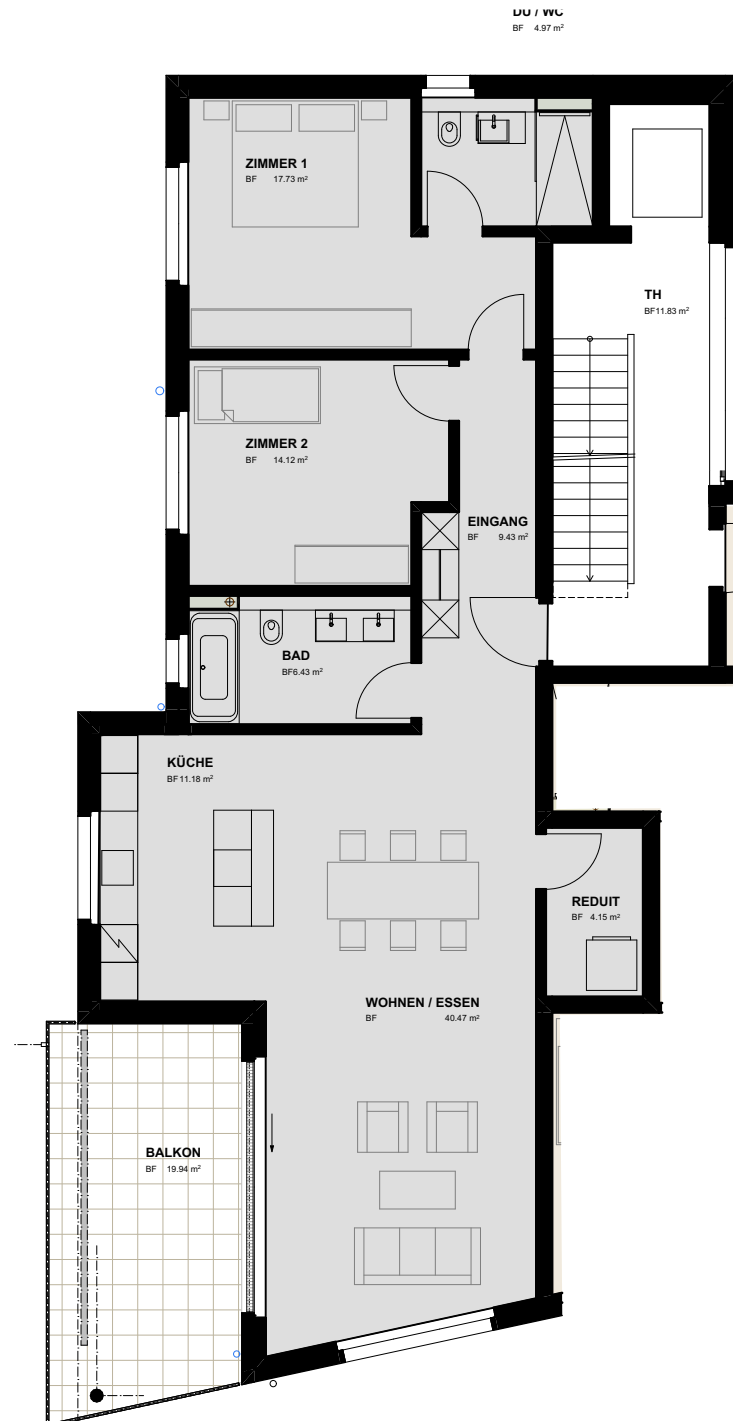 DU / WC
BF 4.97 m²
ZIMMER 1
BF 17.73 m²
TH
BF11.83 m²
ZIMMER 2
BF 14.12 m²
EINGANG
BF 9.43 m²
BAD
BF6.43 m²
KÜCHE
BF11.18 m²
REDUIT
BF 4.15 m²
WOHNEN / ESSEN
BF 40.47 m²
BALKON
BF 19.94 m²